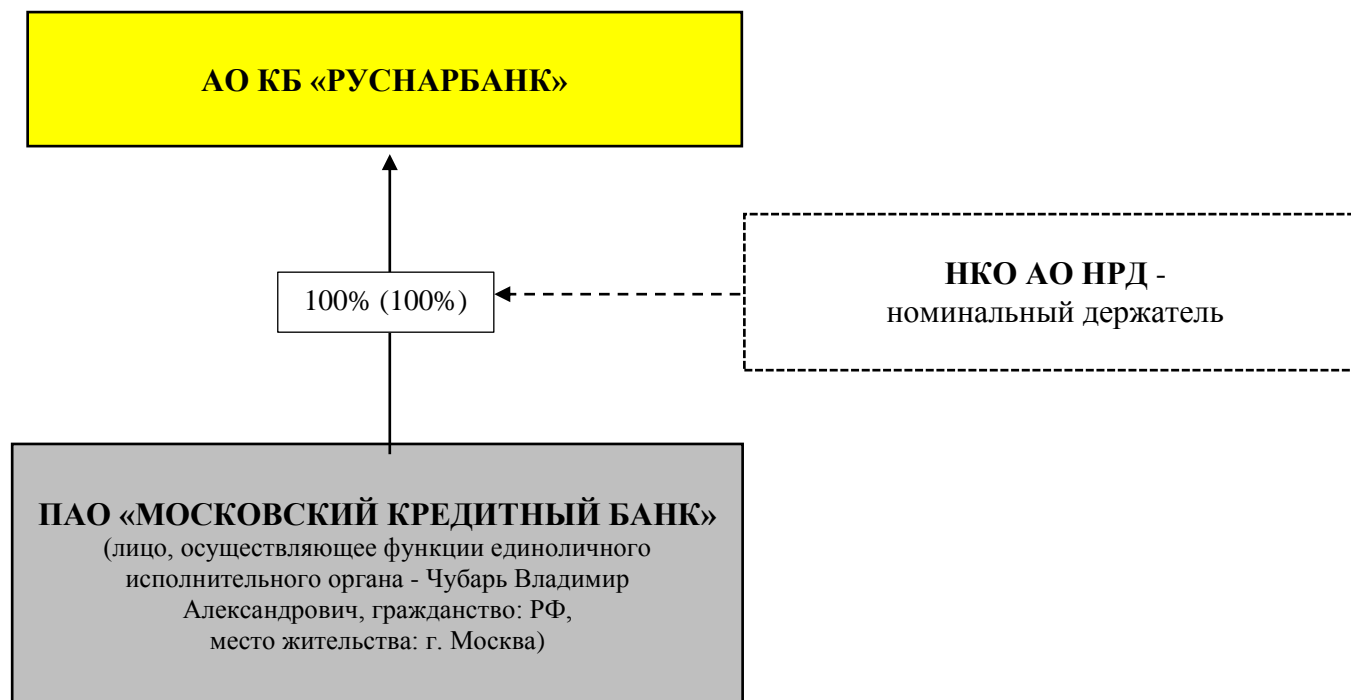 АО КБ «РУСНАРБАНК»
100% (100%)
НКО АО НРД -
номинальный держатель
ПАО «МОСКОВСКИЙ КРЕДИТНЫЙ БАНК»
(лицо, осуществляющее функции единоличного
исполнительного органа - Чубарь Владимир
Александрович, гражданство: РФ,
место жительства: г. Москва)